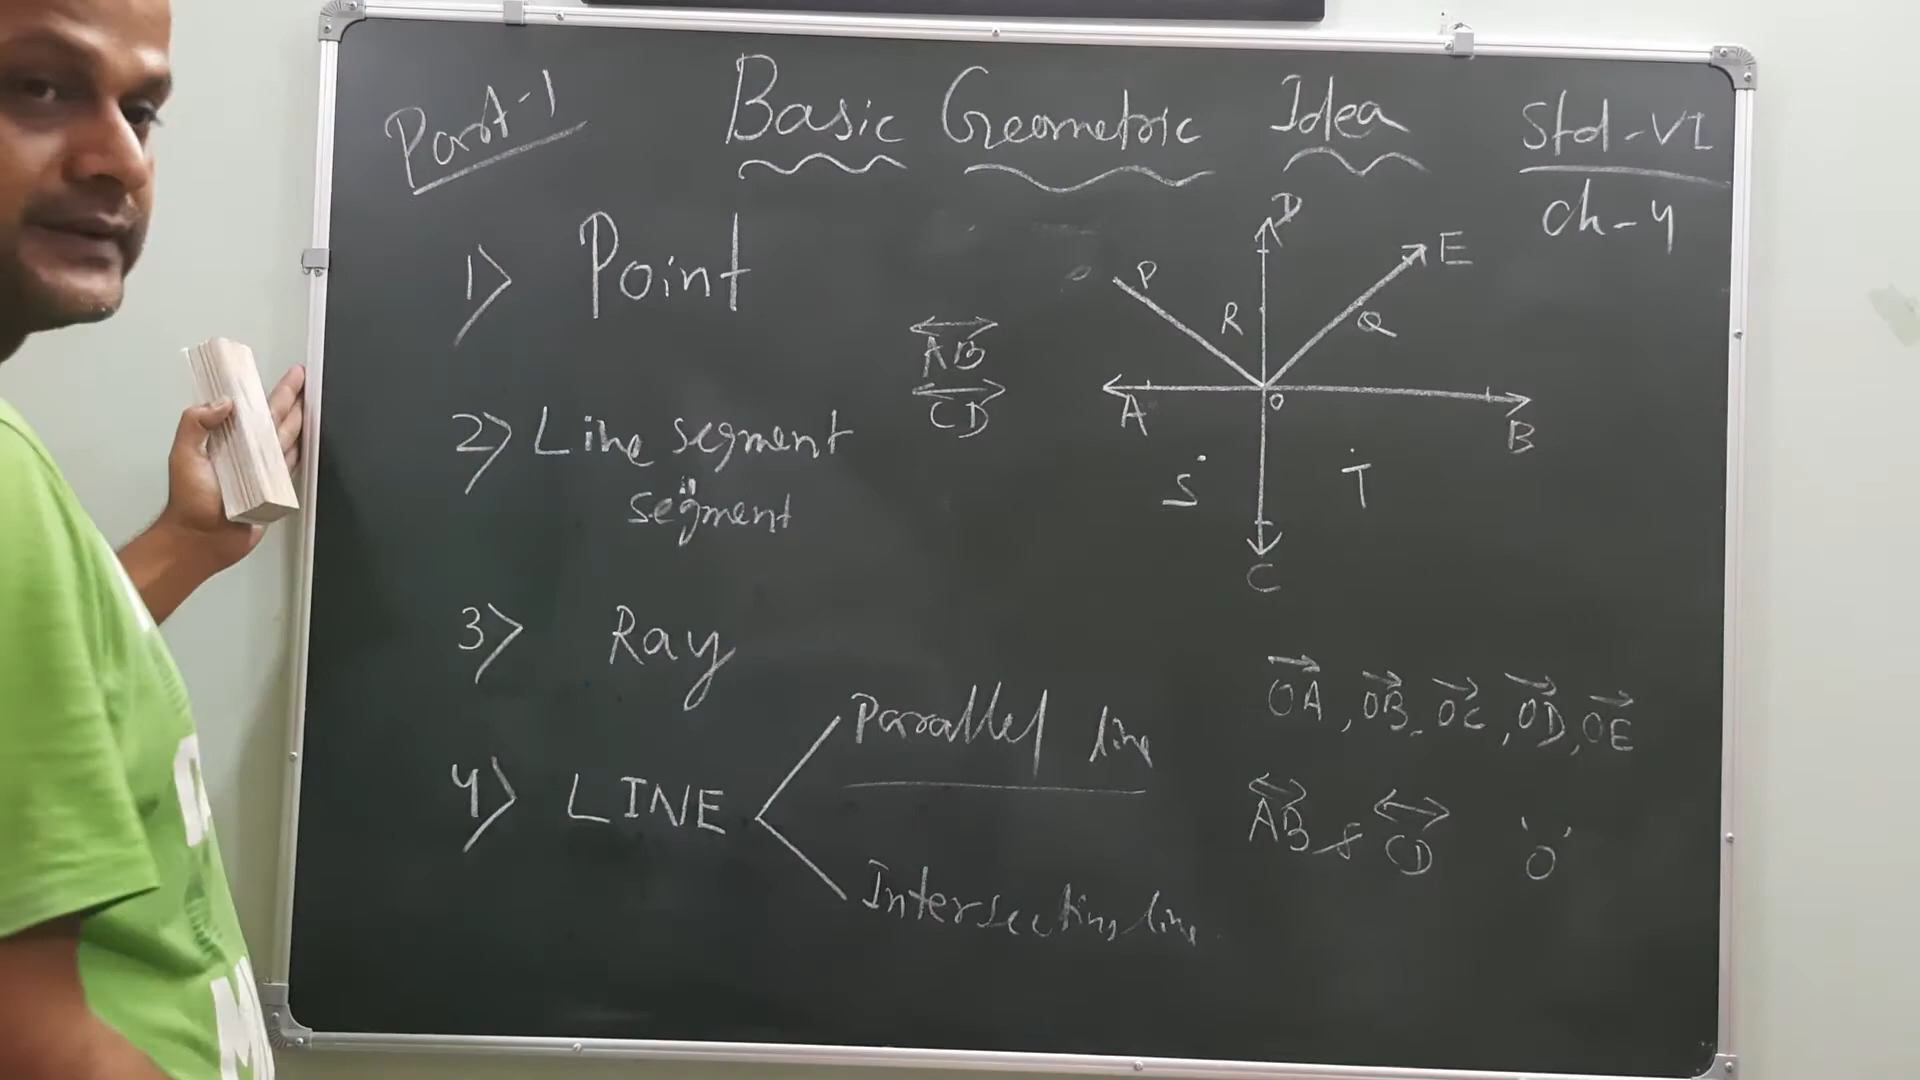 Part-1
Basic Geometric Idea
Std-VI
Ch-4
1) Point
2) Line segment
segment
3) Ray
4) LINE
Parallel line
Intersecting line
AB
CD
D
E
P
R
Q
A
O
B
S
T
C
OA, OB, OC, OD, OE
AB & CD 'O'